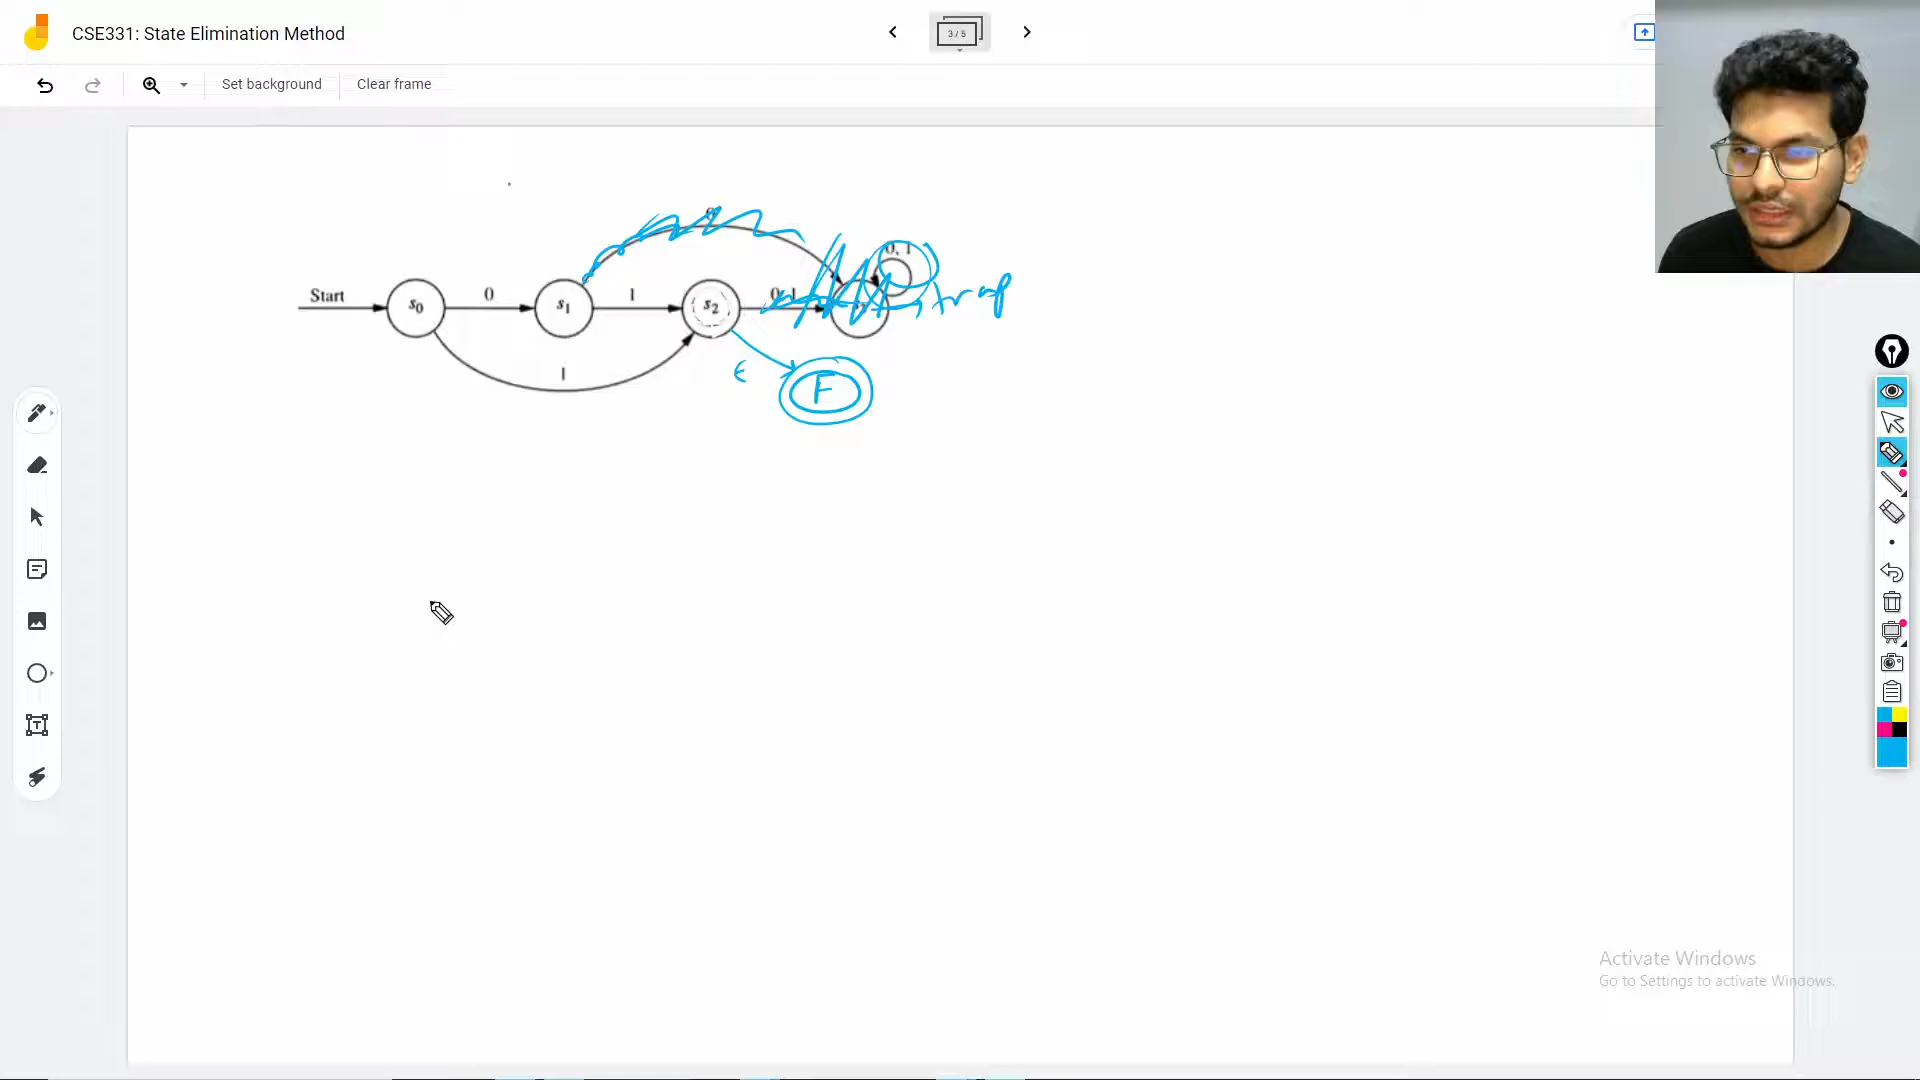 CSE331: State Elimination Method
3 / 5
Set background
Clear frame
0, 1
Start
0
1
trap
s0
s1
s2
1
ϵ
F
Activate Windows
Go to Settings to activate Windows.